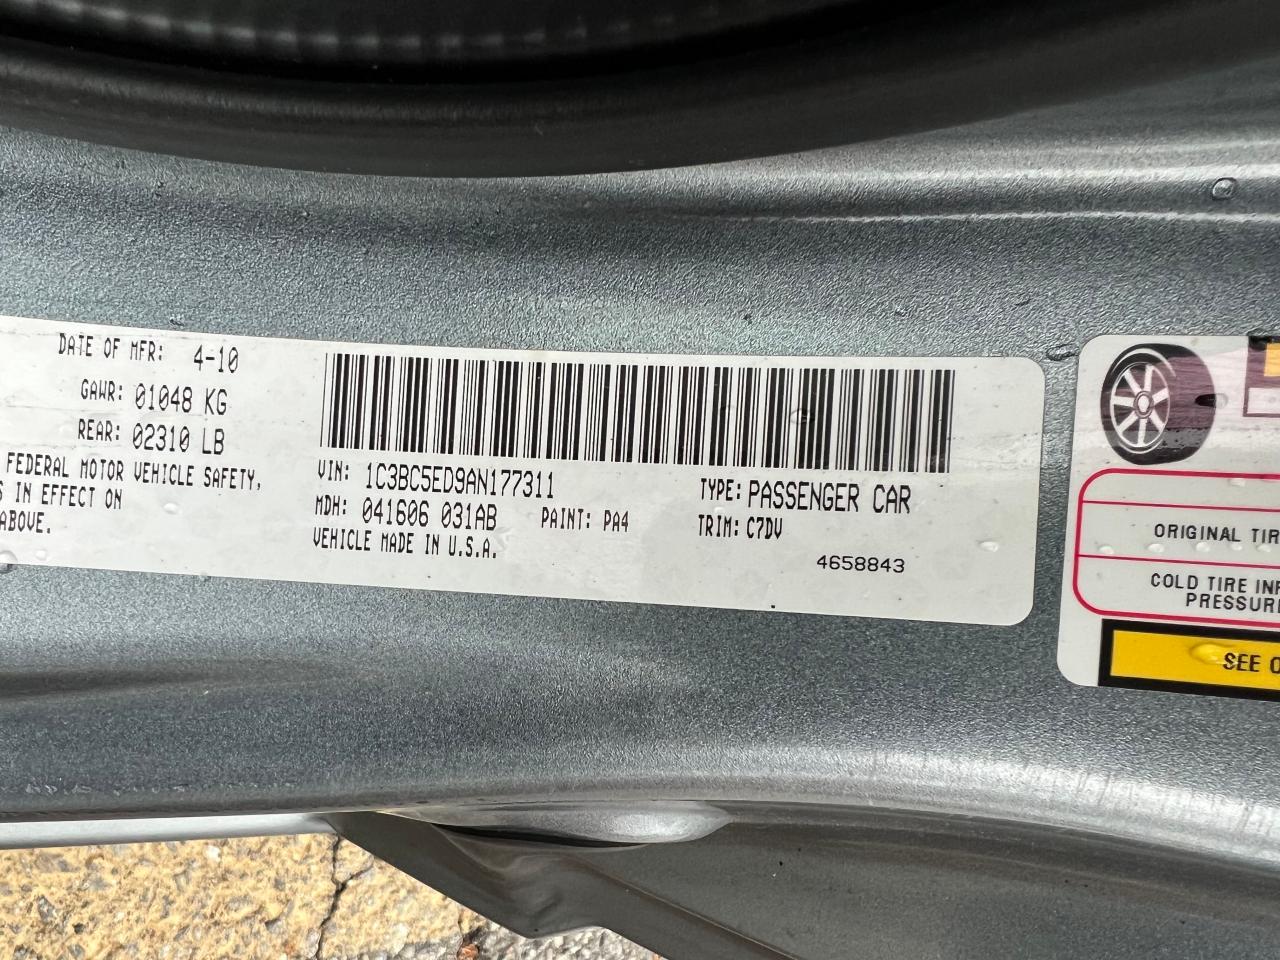 DATE OF MFR: 4-10
GAWR: 01048 KG
REAR: 02310 LB
FEDERAL MOTOR VEHICLE SAFETY,
IN EFFECT ON
ABOVE.
VIN: 1C3BC5ED9AN177311
MDH: 041606 031AB PAINT: PA4
VEHICLE MADE IN U.S.A.
TYPE: PASSENGER CAR
TRIM: C7DV
4658843
ORIGINAL TIR
COLD TIRE INF
PRESSURE
SEE O